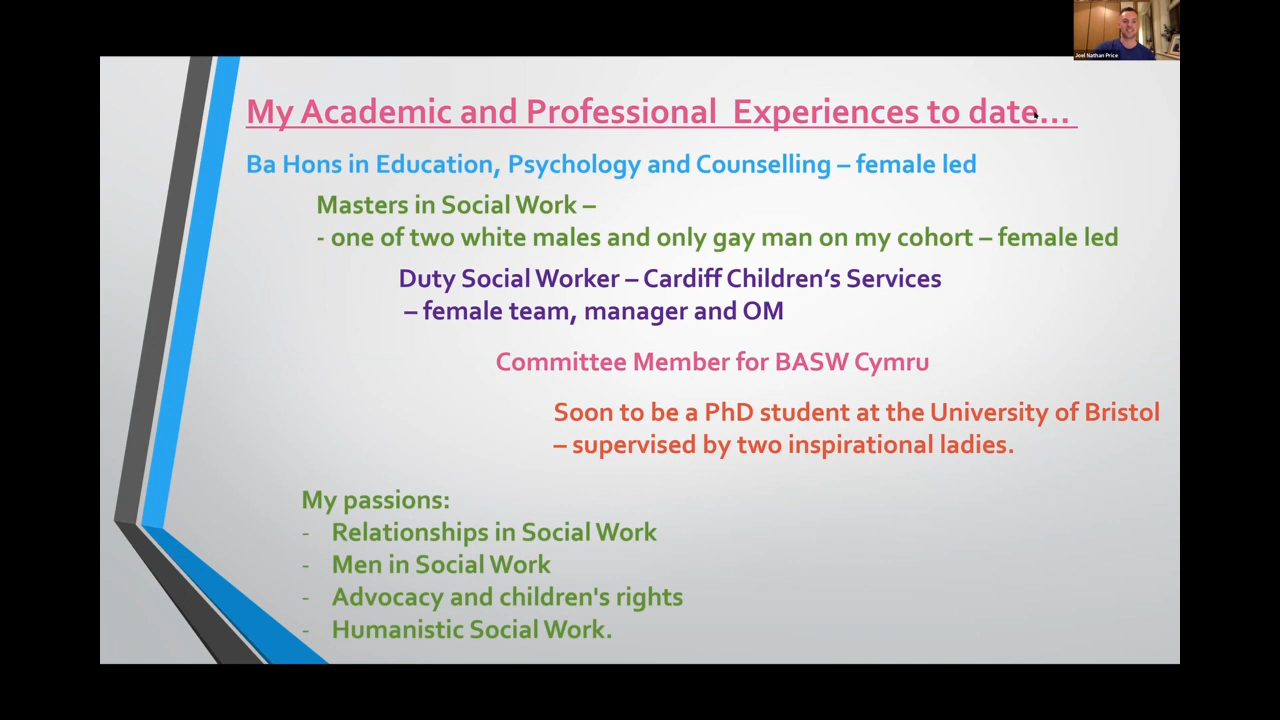 Joel Nathan Price
My Academic and Professional Experiences to date...
Ba Hons in Education, Psychology and Counselling – female led
Masters in Social Work –
- one of two white males and only gay man on my cohort – female led
Duty Social Worker – Cardiff Children’s Services
– female team, manager and OM
Committee Member for BASW Cymru
Soon to be a PhD student at the University of Bristol
– supervised by two inspirational ladies.
My passions:
- Relationships in Social Work
- Men in Social Work
- Advocacy and children's rights
- Humanistic Social Work.